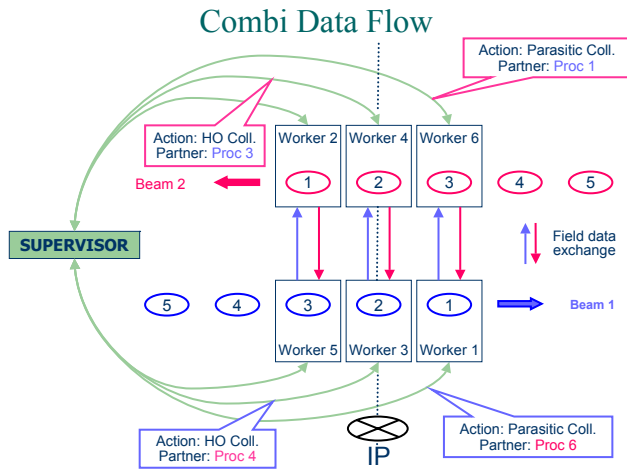 Combi Data Flow
Action: Parasitic Coll.
Partner: Proc 1
Action: HO Coll.
Partner: Proc 3
Worker 2
Worker 4
Worker 6
Beam 2
1
2
3
4
5
SUPERVISOR
Field data
exchange
5
4
3
2
1
Beam 1
Worker 5
Worker 3
Worker 1
Action: HO Coll.
Partner: Proc 4
Action: Parasitic Coll.
Partner: Proc 6
IP